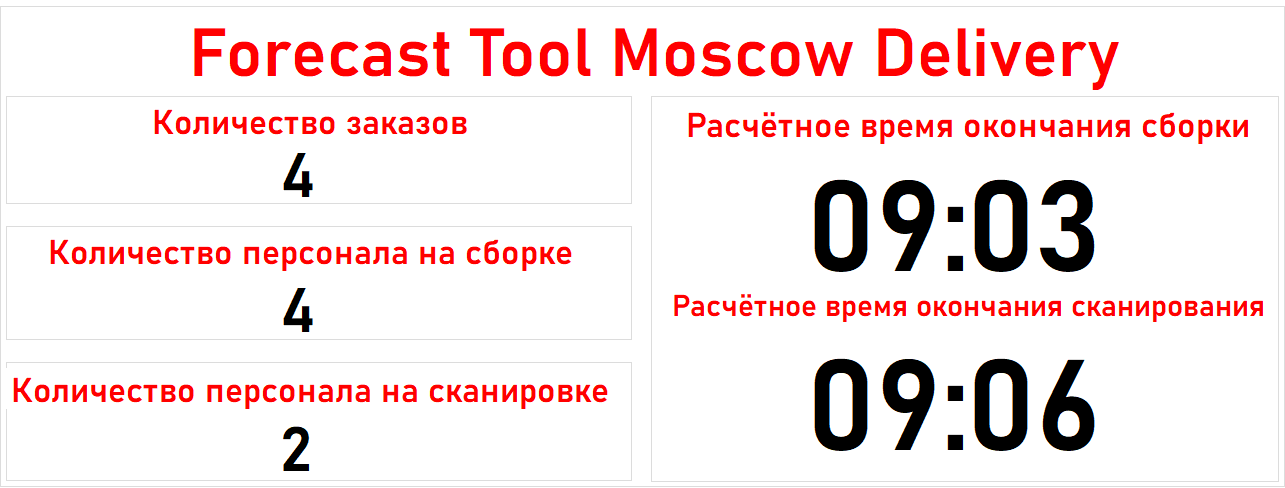 Forecast Tool Moscow Delivery
Количество заказов
4
Количество персонала на сборке
4
Количество персонала на сканировке
2
Расчётное время окончания сборки
09:03
Расчётное время окончания сканирования
09:06